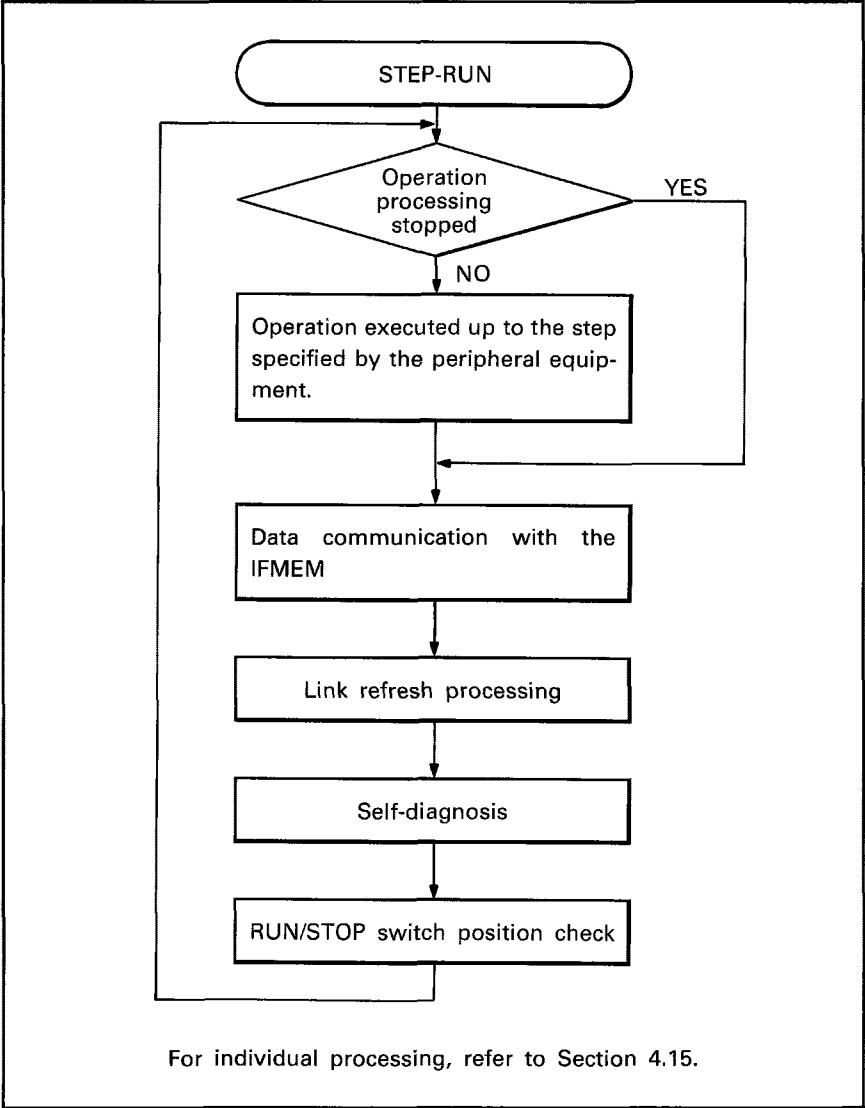 STEP-RUN
Operation
processing
stopped
YES
NO
Operation executed up to the step
specified by the peripheral equip-
ment.
Data communication with the
IFMEM
Link refresh processing
Self-diagnosis
RUN/STOP switch position check
For individual processing, refer to Section 4.15.